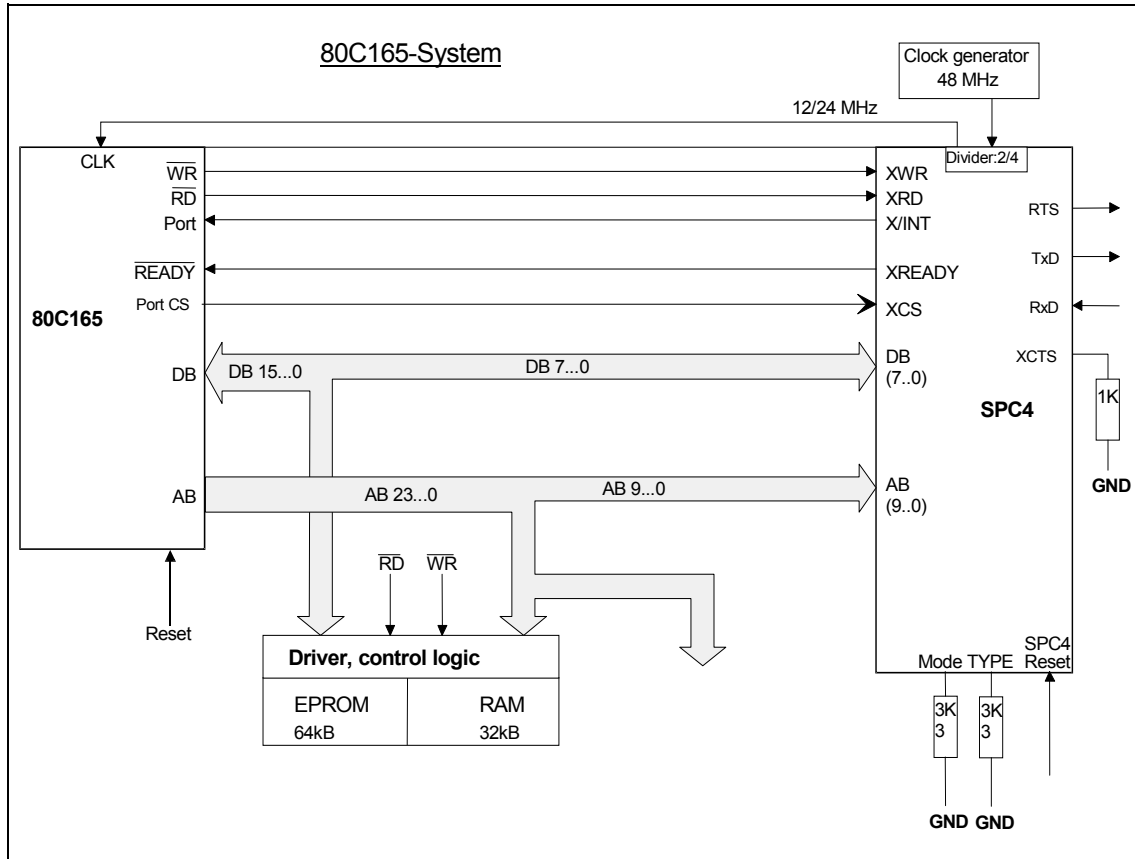 80C165-System
Clock generator
48 MHz
12/24 MHz
CLK
Divider:2/4
WR
XWR
RD
XRD
RTS
Port
X/INT
TxD
READY
XREADY
Port CS
XCS
RxD
80C165
XCTS
DB
DB 15...0
DB 7...0
DB
(7..0)
SPC4
1K
GND
AB
AB 23...0
AB 9...0
AB
(9..0)
RD
WR
Reset
Driver, control logic
EPROM
64kB
RAM
32kB
Mode
TYPE
SPC4
Reset
3K
3
3K
3
GND
GND